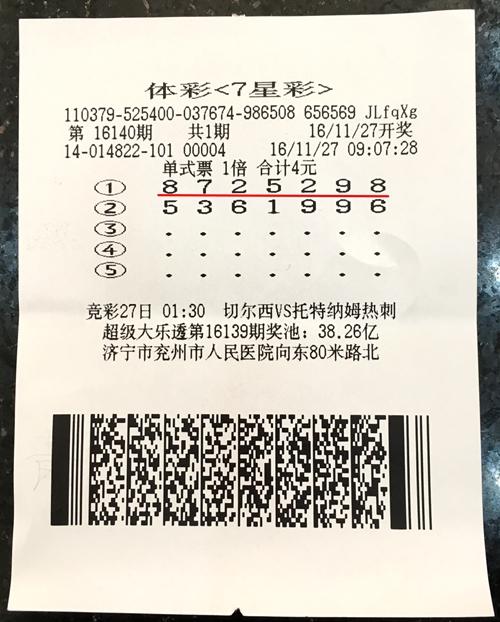 体彩<7星彩>
110379-525400-037674-986508 656569 JLfqXg
第 16140期 共1期 16/11/27开奖
14-014822-101 00004 16/11/27 09:07:28
单式票 1倍 合计4元
① 8 7 2 5 2 9 8
② 5 3 6 1 9 9 6
③ . . . . . . .
④ . . . . . . .
⑤ . . . . . . .
竞彩27日 01:30 切尔西VS托特纳姆热刺
超级大乐透第16139期奖池：38.26亿
济宁市兖州市人民医院向东80米路北